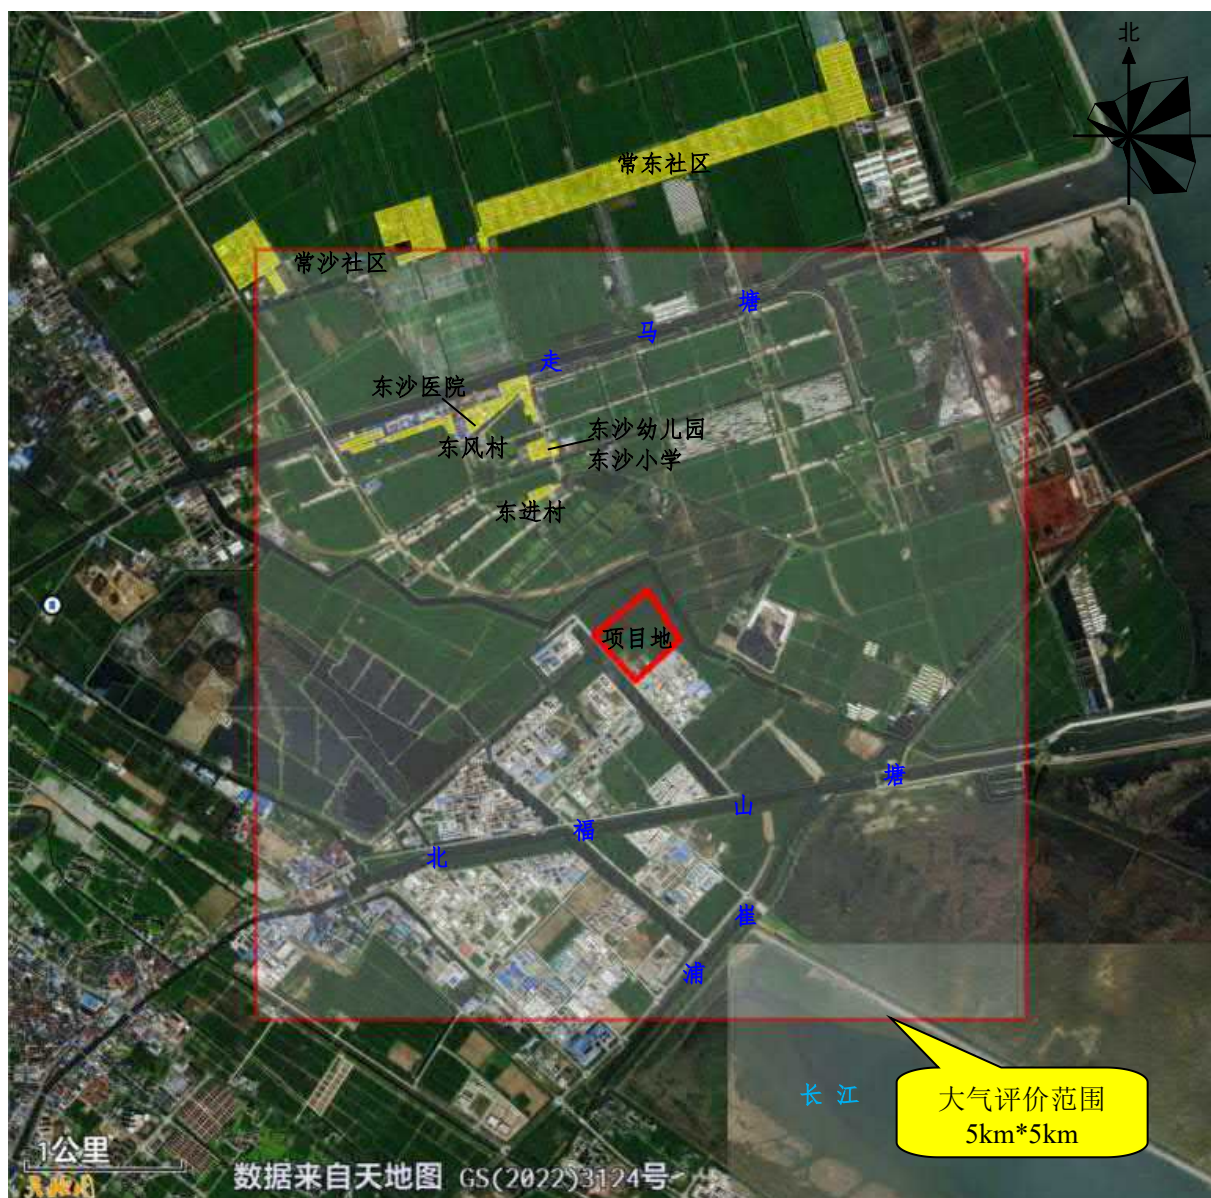 北
常东社区
常沙社区
走马塘
东沙医院
东风村
东沙幼儿园
东沙小学
东进村
项目地
北福山塘
崔浦
长江
大气评价范围
5km*5km
1公里
天地图
数据来自天地图 GS(2022)3124号